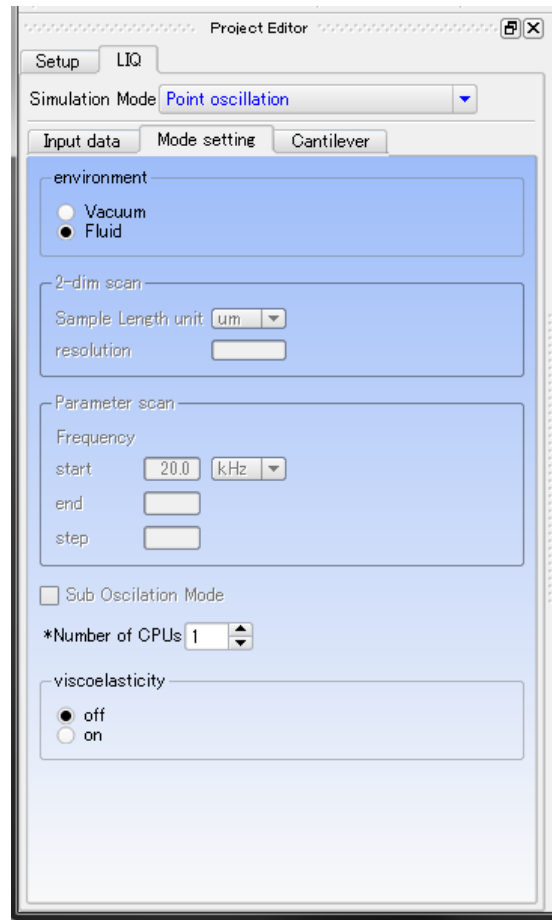 Project Editor
Setup LIQ
Simulation Mode Point oscillation
Input data Mode setting Cantilever
environment
Vacuum
Fluid
2-dim scan
Sample Length unit um
resolution
Parameter scan
Frequency
start 20.0 kHz
end
step
Sub Oscilation Mode
*Number of CPUs 1
viscoelasticity
off
on